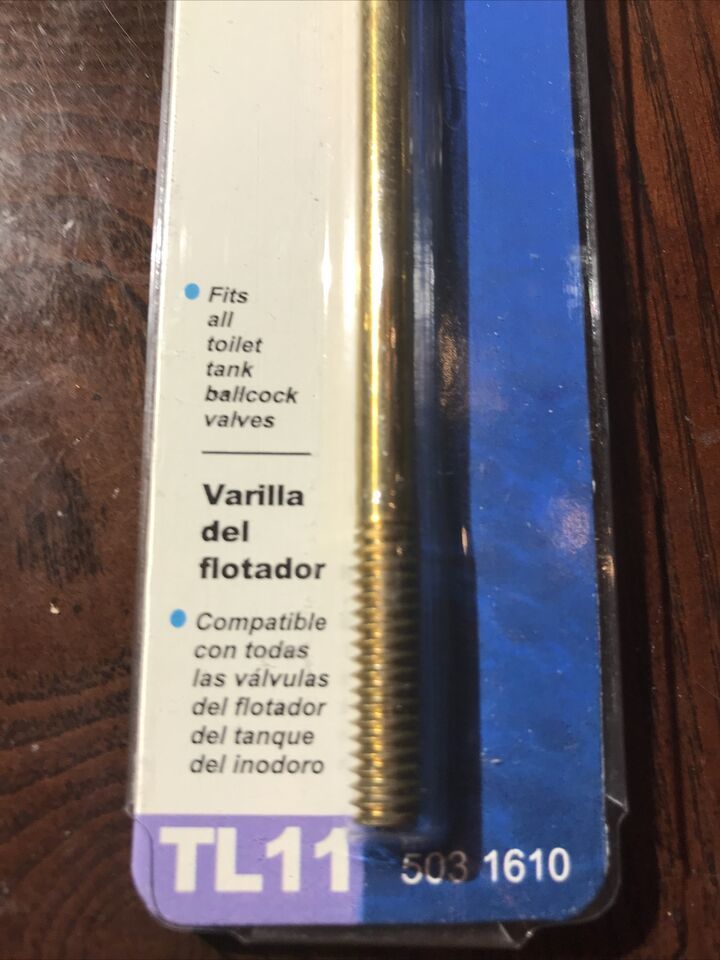 Fits
all
toilet
tank
ballcock
valves
Varilla
del
flotador
Compatible
con todas
las válvulas
del flotador
del tanque
del inodoro
TL11
503 1610